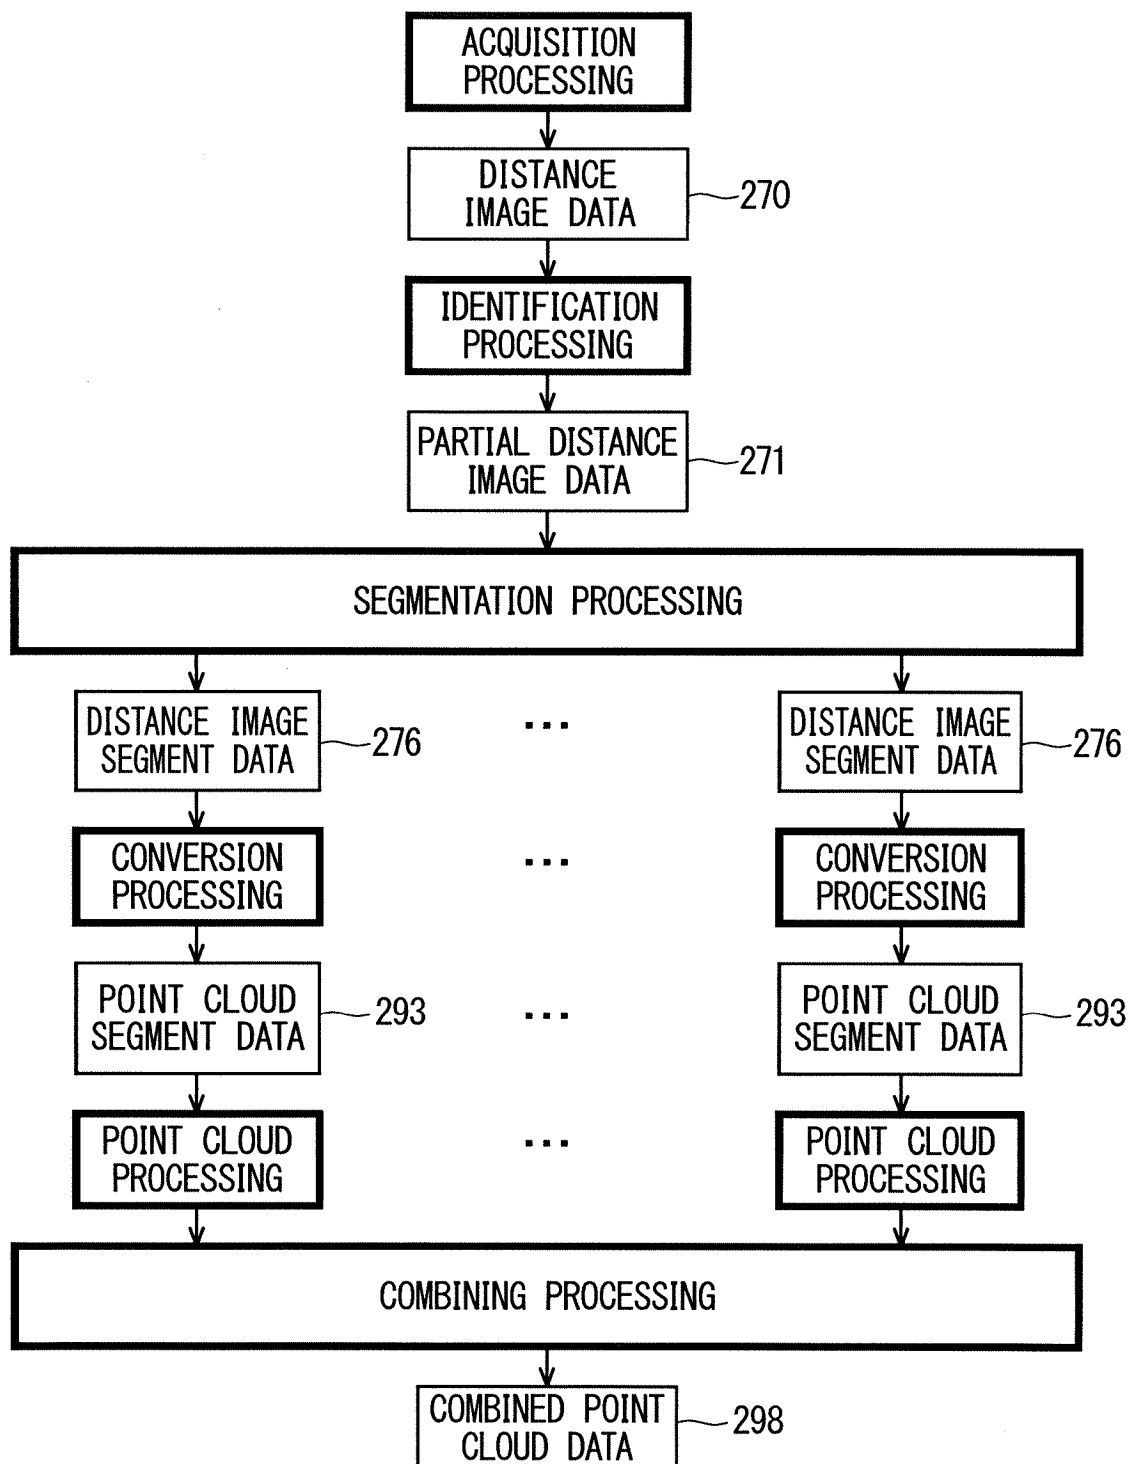 ACQUISITION
PROCESSING
DISTANCE
IMAGE DATA
270
IDENTIFICATION
PROCESSING
PARTIAL DISTANCE
IMAGE DATA
271
SEGMENTATION PROCESSING
DISTANCE IMAGE
SEGMENT DATA
276
...
DISTANCE IMAGE
SEGMENT DATA
276
CONVERSION
PROCESSING
...
CONVERSION
PROCESSING
POINT CLOUD
SEGMENT DATA
293
...
POINT CLOUD
SEGMENT DATA
293
POINT CLOUD
PROCESSING
...
POINT CLOUD
PROCESSING
COMBINING PROCESSING
COMBINED POINT
CLOUD DATA
298